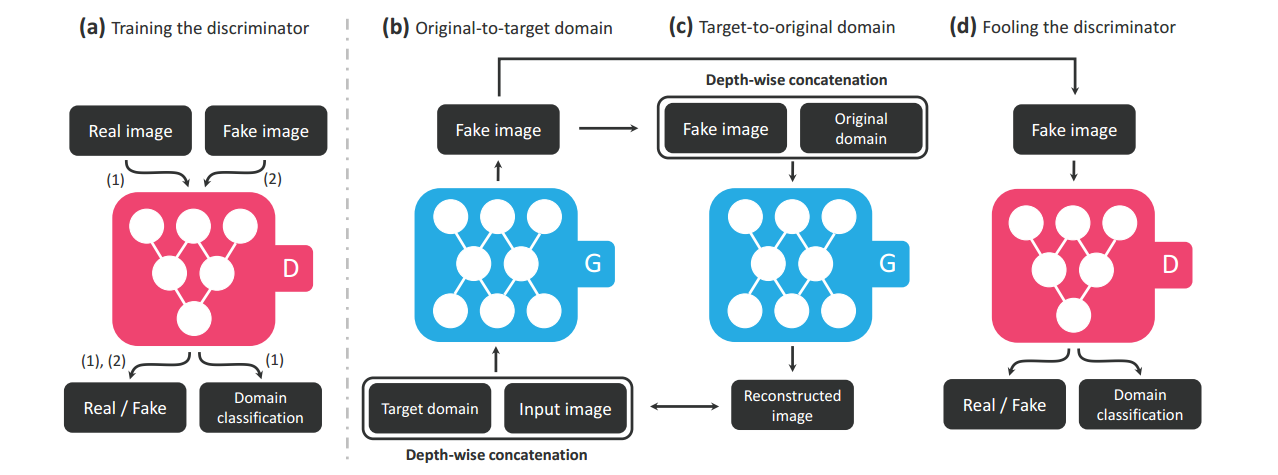 (a) Training the discriminator
Real image
Fake image
(1)
(2)
D
(1), (2)
(1)
Real / Fake
Domain
classification
(b) Original-to-target domain
Fake image
G
Target domain
Input image
Depth-wise concatenation
(c) Target-to-original domain
Depth-wise concatenation
Fake image
Original
domain
G
Reconstructed
image
(d) Fooling the discriminator
Fake image
D
Real / Fake
Domain
classification